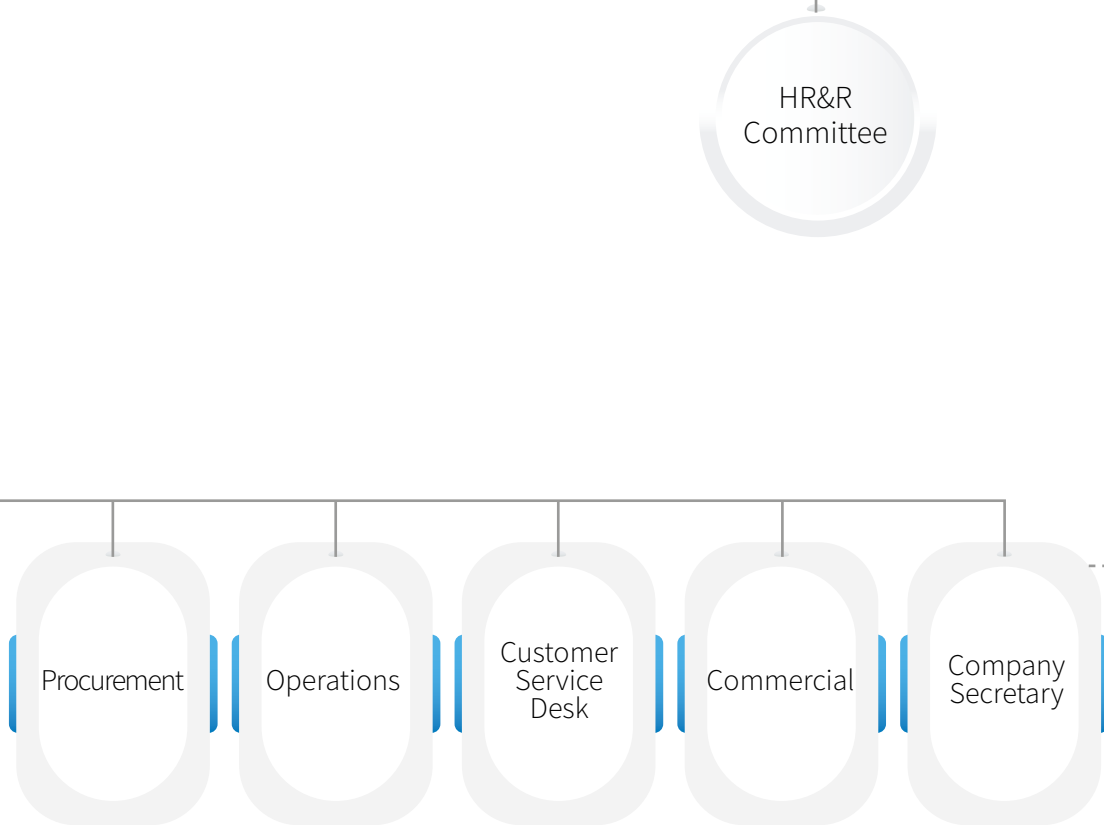 HR&R
Committee
Procurement
Operations
Customer
Service
Desk
Commercial
Company
Secretary